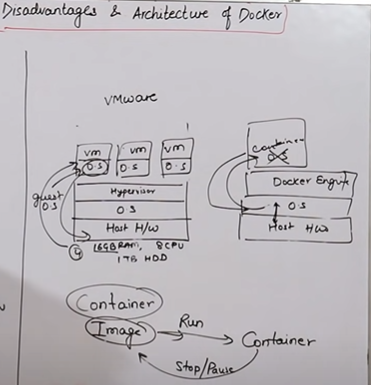 Disadvantages & Architecture of Docker
VMware
vm vm vm
O.S O.S O.S
guest
OS
Hypervisor
OS
Host H/W
16GB RAM, 8CPU
1TB HDD
Container
O.S
Docker Engine
OS
Host H/W
Container
Image
Run
Container
Stop/Pause